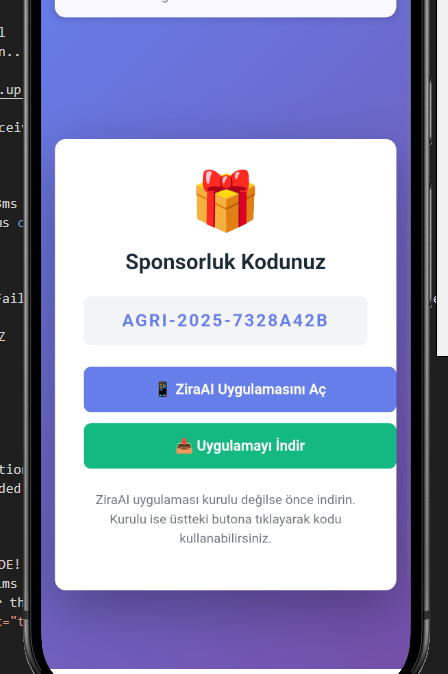 Sponsorluk Kodunuz
AGRI-2025-7328A42B
📱 ZiraAI Uygulamasını Aç
📥 Uygulamayı İndir
ZiraAI uygulaması kurulu değilse önce indirin.
Kurulu ise üstteki butona tıklayarak kodu
kullanabilirsiniz.